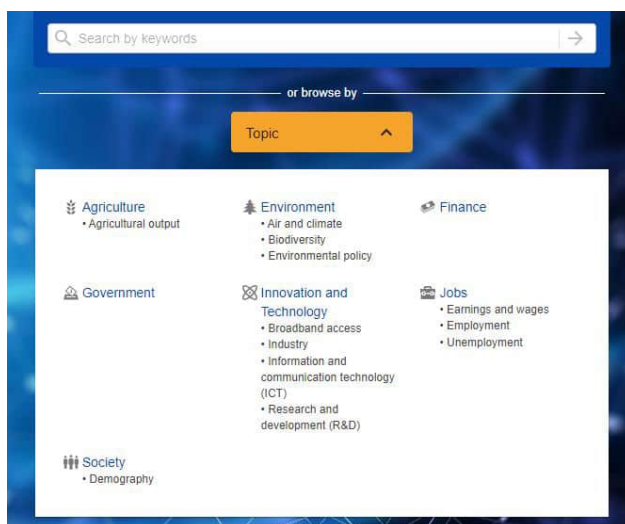 Search by keywords
or browse by
Topic
Agriculture
• Agricultural output
Environment
• Air and climate
• Biodiversity
• Environmental policy
Finance
Government
Innovation and
Technology
• Broadband access
• Industry
• Information and
communication technology
(ICT)
• Research and
development (R&D)
Jobs
• Earnings and wages
• Employment
• Unemployment
Society
• Demography